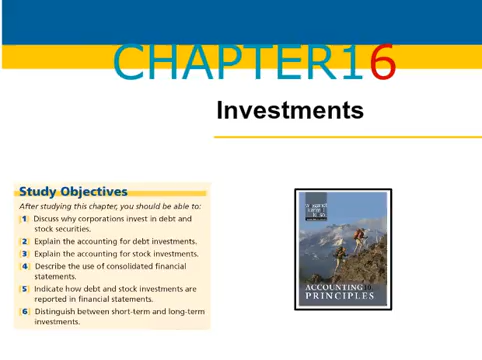 CHAPTER16
Investments
Study Objectives
After studying this chapter, you should be able to:
[1] Discuss why corporations invest in debt and
stock securities.
[2] Explain the accounting for debt investments.
[3] Explain the accounting for stock investments.
[4] Describe the use of consolidated financial
statements.
[5] Indicate how debt and stock investments are
reported in financial statements.
[6] Distinguish between short-term and long-term
investments.
ACCOUNTING
PRINCIPLES